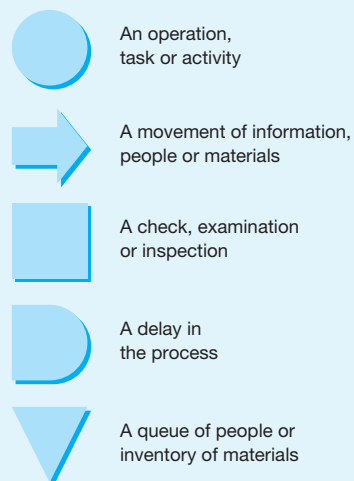 An operation,
task or activity
A movement of information,
people or materials
A check, examination
or inspection
A delay in
the process
A queue of people or
inventory of materials